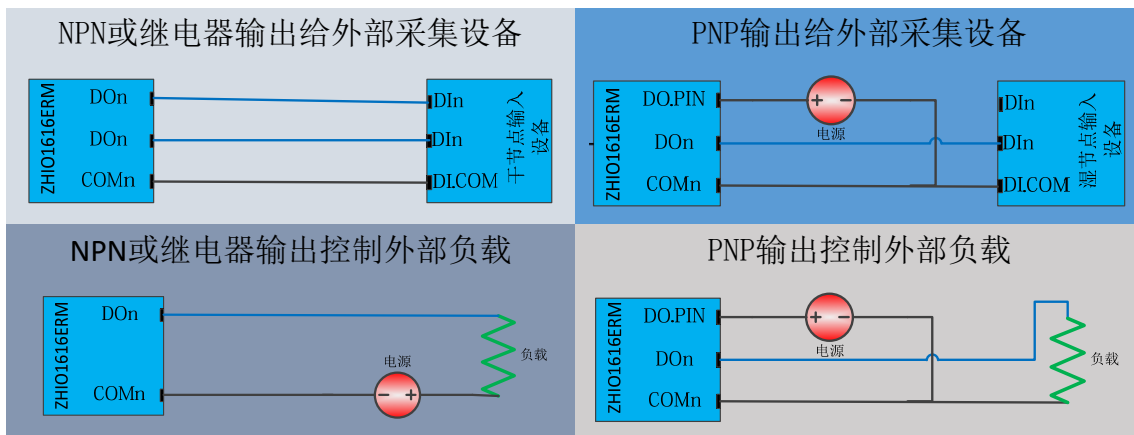 NPN或继电器输出给外部采集设备
ZHIO1616ERM
DOn
DOn
COMn
DIn
DIn
DI.COM
干节点输入
设备
PNP输出给外部采集设备
ZHIO1616ERM
DO.PIN
DOn
COMn
+ −
电源
DIn
DIn
DI.COM
湿节点输入
设备
NPN或继电器输出控制外部负载
ZHIO1616ERM
DOn
COMn
电源
− +
负载
PNP输出控制外部负载
ZHIO1616ERM
DO.PIN
DOn
COMn
+ −
电源
负载